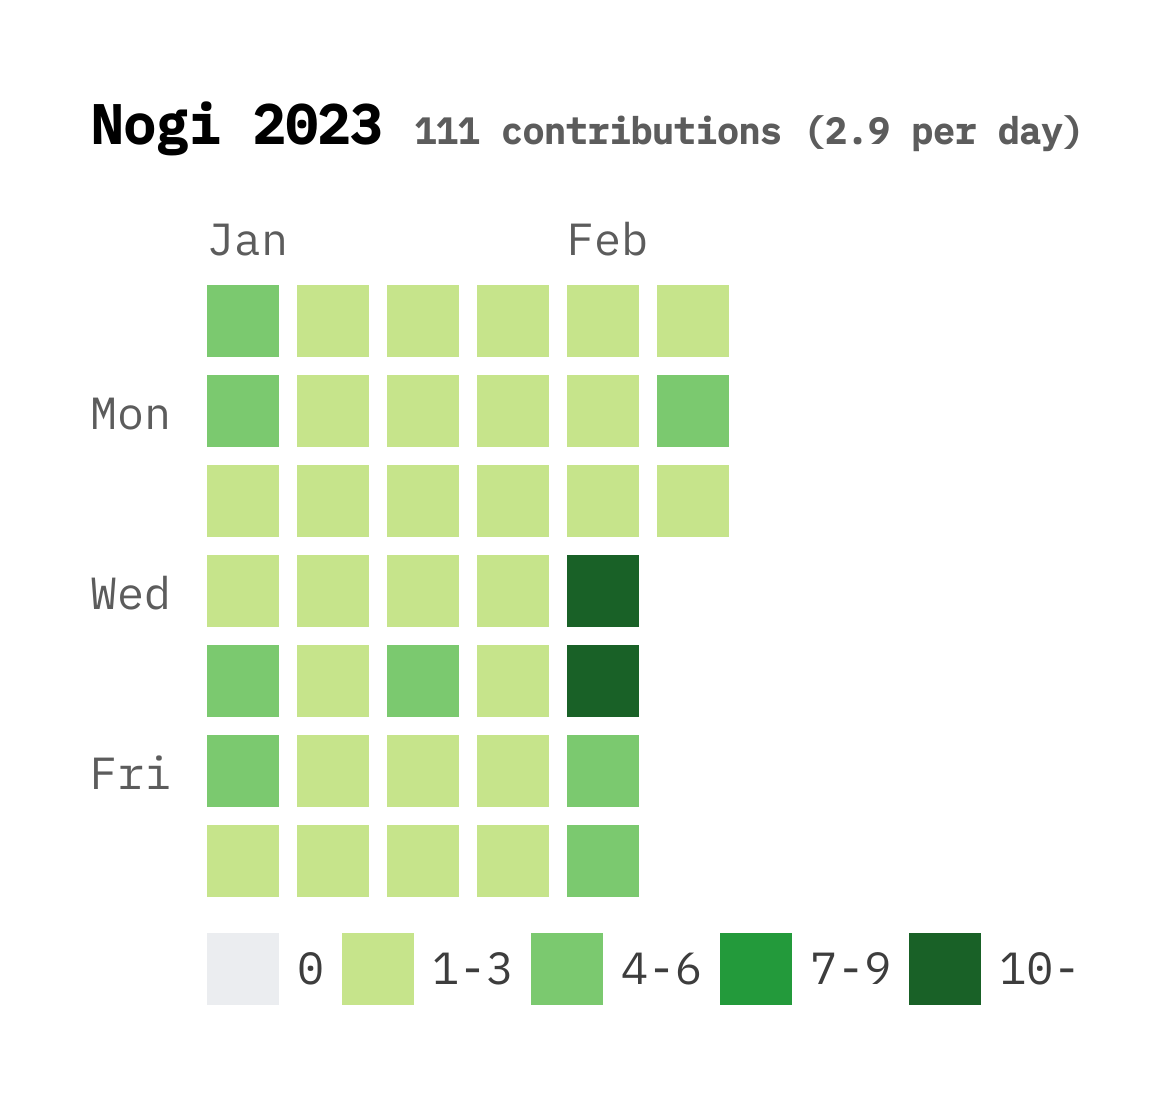 Nogi 2023 111 contributions (2.9 per day)
Jan Feb
Mon
Wed
Fri
0 1-3 4-6 7-9 10-